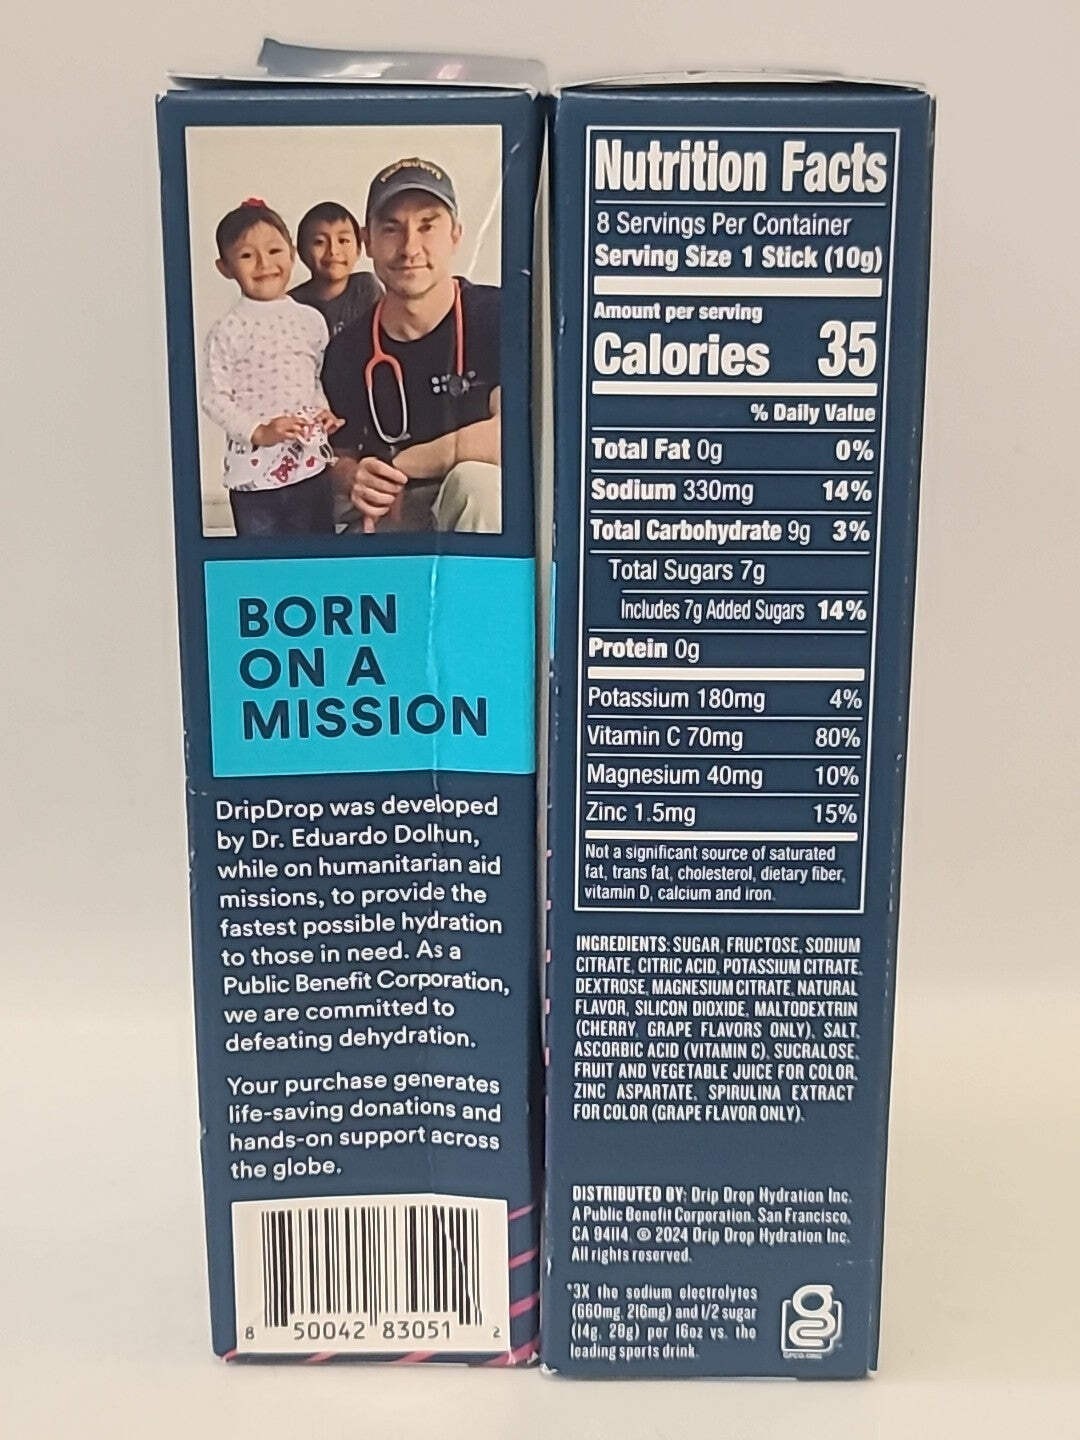 BORN
ON A
MISSION
DripDrop was developed
by Dr. Eduardo Dolhun,
while on humanitarian aid
missions, to provide the
fastest possible hydration
to those in need. As a
Public Benefit Corporation,
we are committed to
defeating dehydration.
Your purchase generates
life-saving donations and
hands-on support across
the globe.
8 50042 83051 2
Nutrition Facts
8 Servings Per Container
Serving Size 1 Stick (10g)
Amount per serving
Calories 35
% Daily Value
Total Fat 0g 0%
Sodium 330mg 14%
Total Carbohydrate 9g 3%
Total Sugars 7g
Includes 7g Added Sugars 14%
Protein 0g
Potassium 180mg 4%
Vitamin C 70mg 80%
Magnesium 40mg 10%
Zinc 1.5mg 15%
Not a significant source of saturated
fat, trans fat, cholesterol, dietary fiber,
vitamin D, calcium and iron.
INGREDIENTS: SUGAR, FRUCTOSE, SODIUM
CITRATE, CITRIC ACID, POTASSIUM CITRATE,
DEXTROSE, MAGNESIUM CITRATE, NATURAL
FLAVOR, SILICON DIOXIDE, MALTODEXTRIN
(CHERRY, GRAPE FLAVORS ONLY), SALT,
ASCORBIC ACID (VITAMIN C), SUCRALOSE,
FRUIT AND VEGETABLE JUICE FOR COLOR,
ZINC ASPARTATE, SPIRULINA EXTRACT
FOR COLOR (GRAPE FLAVOR ONLY).
DISTRIBUTED BY: Drip Drop Hydration Inc.
A Public Benefit Corporation. San Francisco,
CA 94114. © 2024 Drip Drop Hydration Inc.
All rights reserved.
*3X the sodium electrolytes
(660mg, 216mg) and 1/2 sugar
(14g, 28g) per 16oz vs. the
leading sports drink.